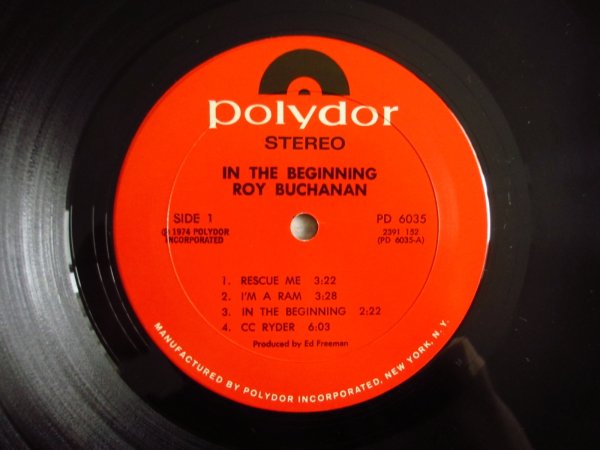 polydor
STEREO
IN THE BEGINNING
ROY BUCHANAN
SIDE 1
PD 6035
℗ 1974 POLYDOR
INCORPORATED
2391 152
(PD 6035-A)
1. RESCUE ME 3:22
2. I'M A RAM 3:28
3. IN THE BEGINNING 2:22
4. CC RYDER 6:03
Produced by Ed Freeman
MANUFACTURED BY POLYDOR INCORPORATED, NEW YORK, N.Y.